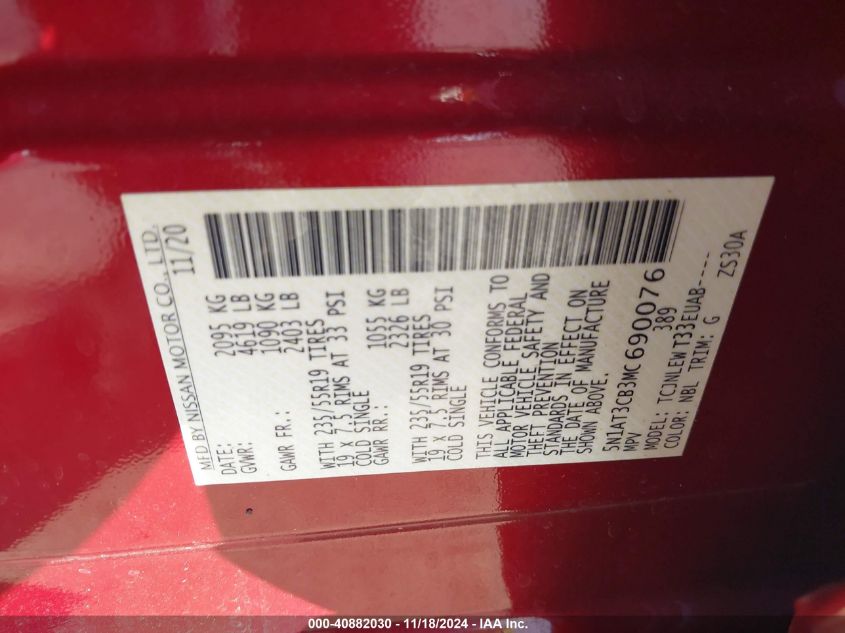 MFD BY NISSAN MOTOR CO., LTD.
DATE: 11/20
GVWR: 2095 KG
4619 LB
GAWR FR.: 1090 KG
2403 LB
WITH 235/55R19 TIRES
19 X 7.5 RIMS AT 33 PSI
COLD SINGLE
GAWR RR.: 1055 KG
2326 LB
WITH 235/55R19 TIRES
19 X 7.5 RIMS AT 30 PSI
COLD SINGLE
THIS VEHICLE CONFORMS TO
ALL APPLICABLE FEDERAL
MOTOR VEHICLE SAFETY AND
THEFT PREVENTION
STANDARDS IN EFFECT ON
THE DATE OF MANUFACTURE
SHOWN ABOVE.
5N1AT3CB3MC690076
MPV 389
MODEL: TCJNLEWT33EUAB----
COLOR: NBL TRIM: G ZS30A
000-40882030 - 11/18/2024 - IAA Inc.